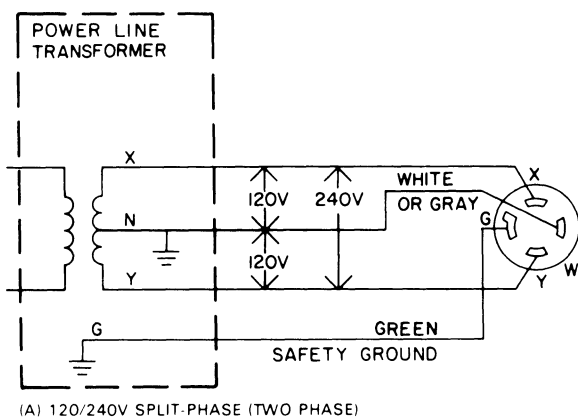 POWER LINE
TRANSFORMER
X
X
120V
240V
WHITE
OR GRAY
N
G
W
120V
Y
Y
G
GREEN
SAFETY GROUND
(A) 120/240V SPLIT-PHASE (TWO PHASE)